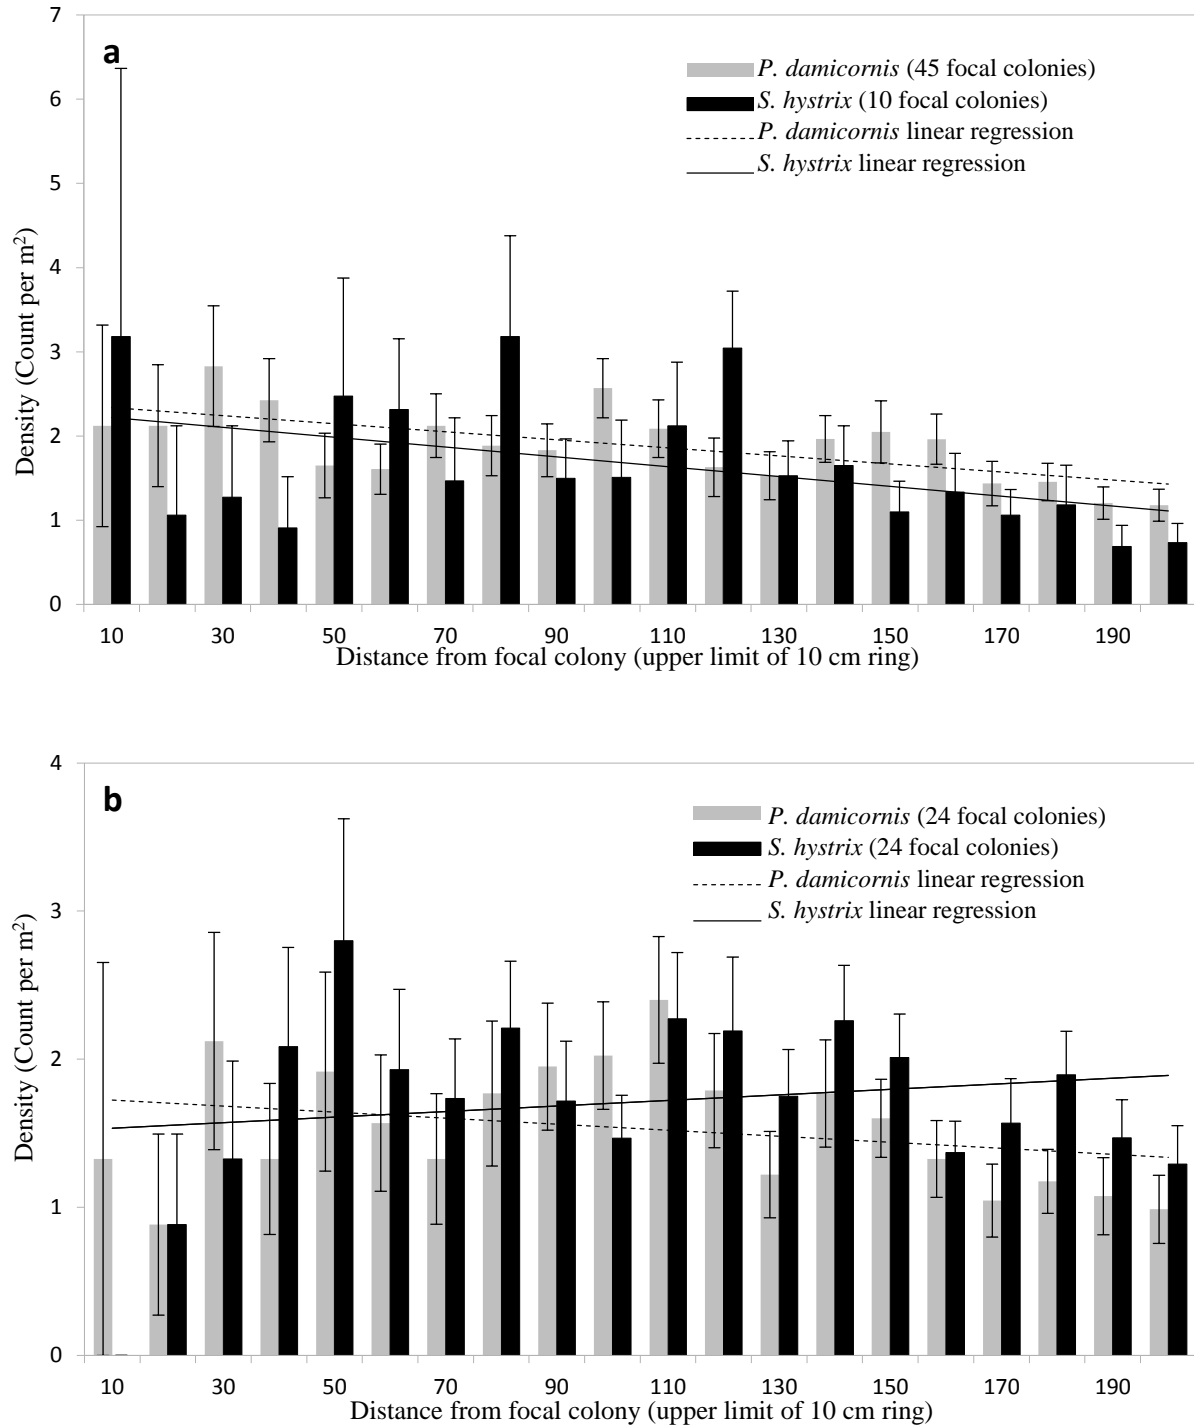 7
a
P. damicornis (45 focal colonies)
S. hystrix (10 focal colonies)
P. damicornis linear regression
S. hystrix linear regression
6
5
4
3
2
1
0
Density (Count per m²)
10 30 50 70 90 110 130 150 170 190
Distance from focal colony (upper limit of 10 cm ring)
4
b
P. damicornis (24 focal colonies)
S. hystrix (24 focal colonies)
P. damicornis linear regression
S. hystrix linear regression
3
2
1
0
Density (Count per m²)
10 30 50 70 90 110 130 150 170 190
Distance from focal colony (upper limit of 10 cm ring)